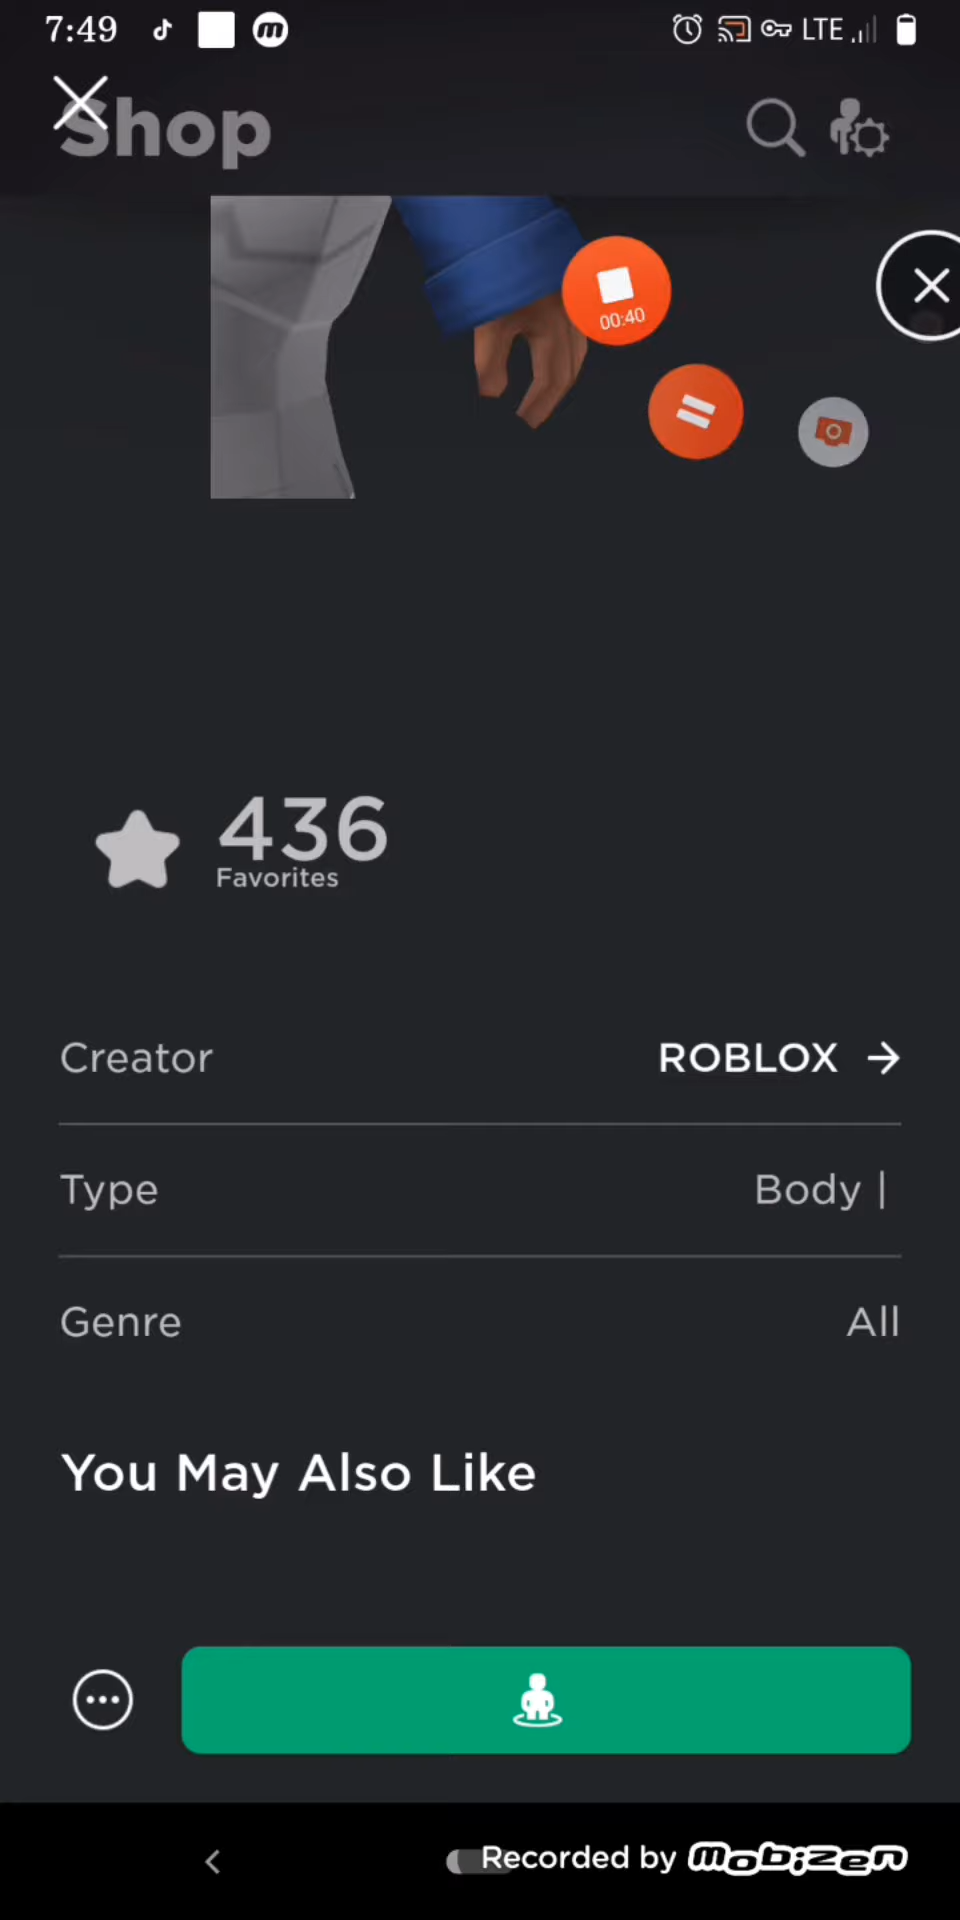 7:49
LTE
Shop
00:40
436
Favorites
Creator
ROBLOX
Type
Body |
Genre
All
You May Also Like
Recorded by mobizen